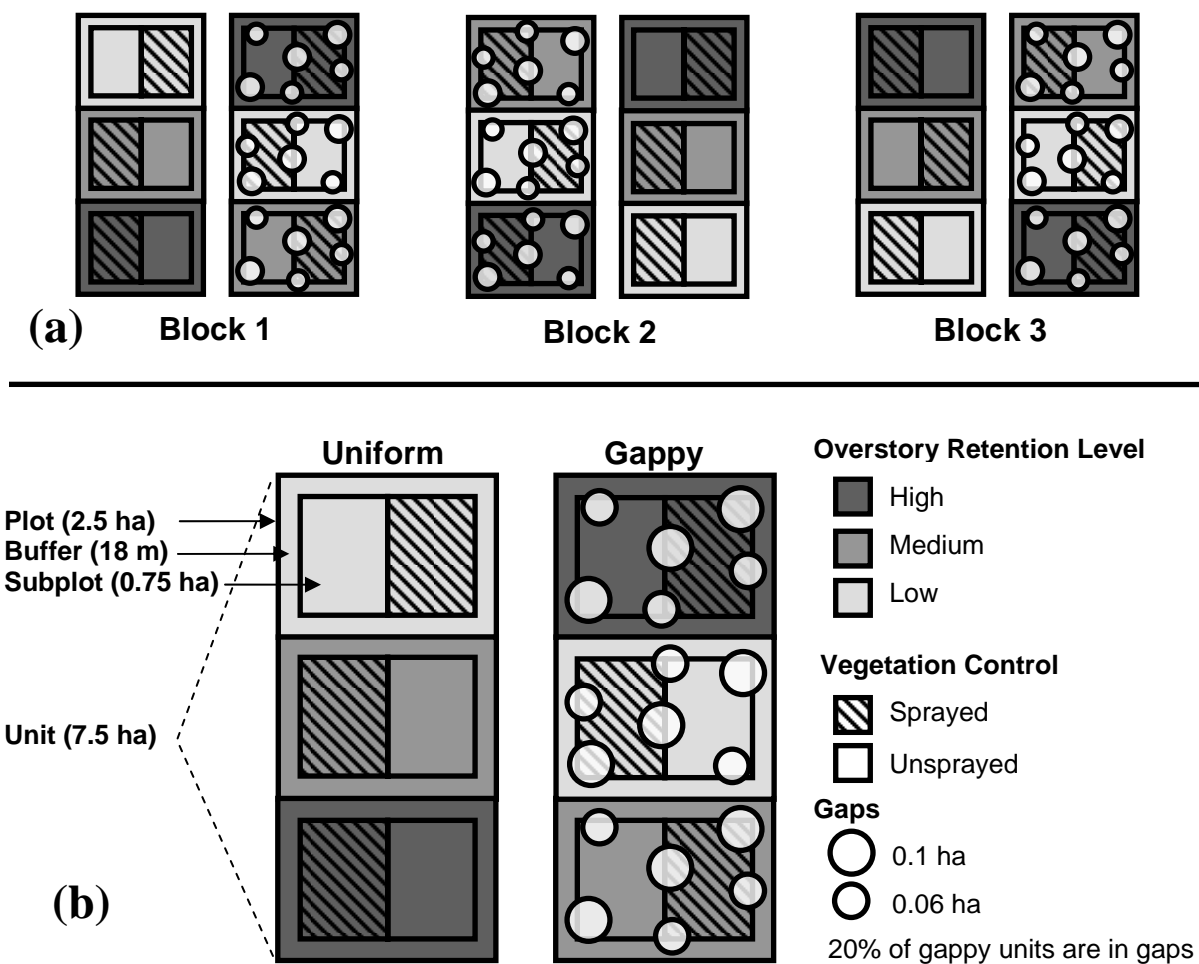 (a)
Block 1
Block 2
Block 3
Uniform
Gappy
Plot (2.5 ha)
Buffer (18 m)
Subplot (0.75 ha)
Unit (7.5 ha)
(b)
Overstory Retention Level
High
Medium
Low
Vegetation Control
Sprayed
Unsprayed
Gaps
0.1 ha
0.06 ha
20% of gappy units are in gaps